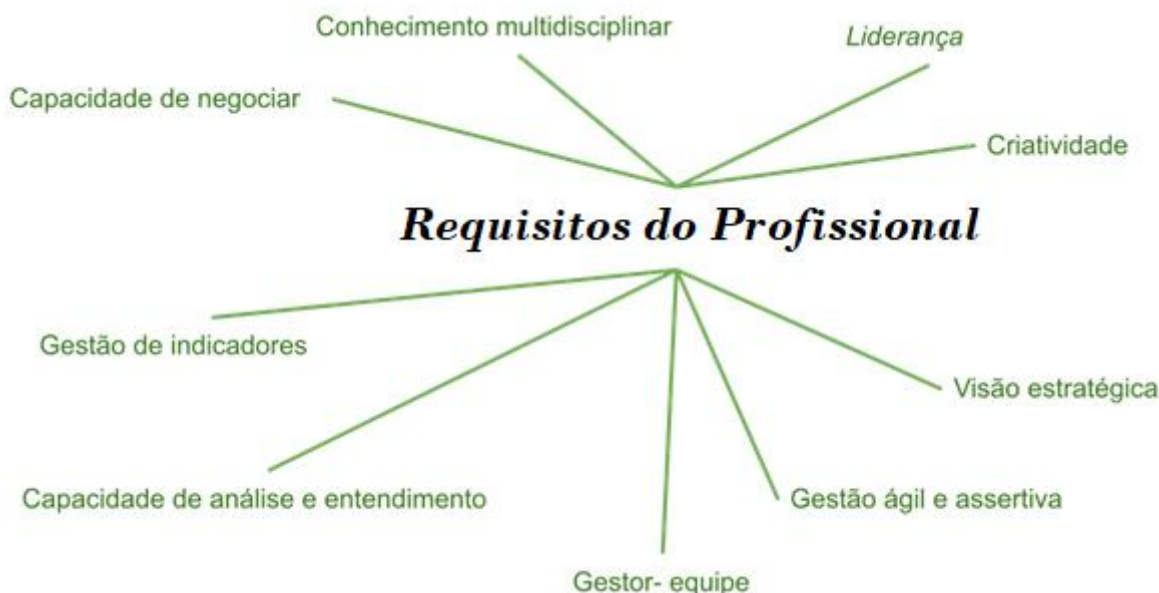 Conhecimento multidisciplinar
Liderança
Capacidade de negociar
Criatividade
Requisitos do Profissional
Gestão de indicadores
Visão estratégica
Capacidade de análise e entendimento
Gestão ágil e assertiva
Gestor- equipe